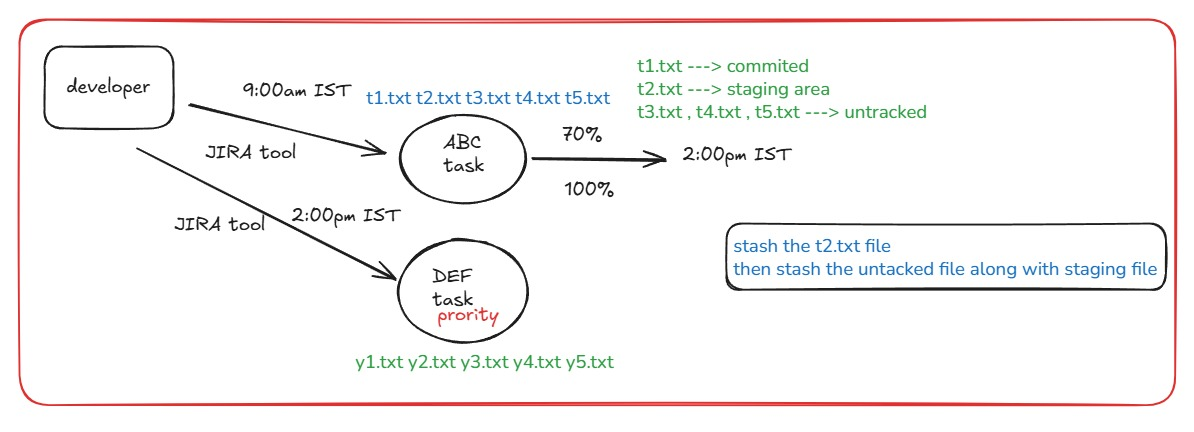 developer
9:00am IST
t1.txt t2.txt t3.txt t4.txt t5.txt
t1.txt ---> commited
t2.txt ---> staging area
t3.txt , t4.txt , t5.txt ---> untracked
JIRA tool
ABC
task
70%
100%
2:00pm IST
JIRA tool
2:00pm IST
DEF
task
prority
y1.txt y2.txt y3.txt y4.txt y5.txt
stash the t2.txt file
then stash the untacked file along with staging file